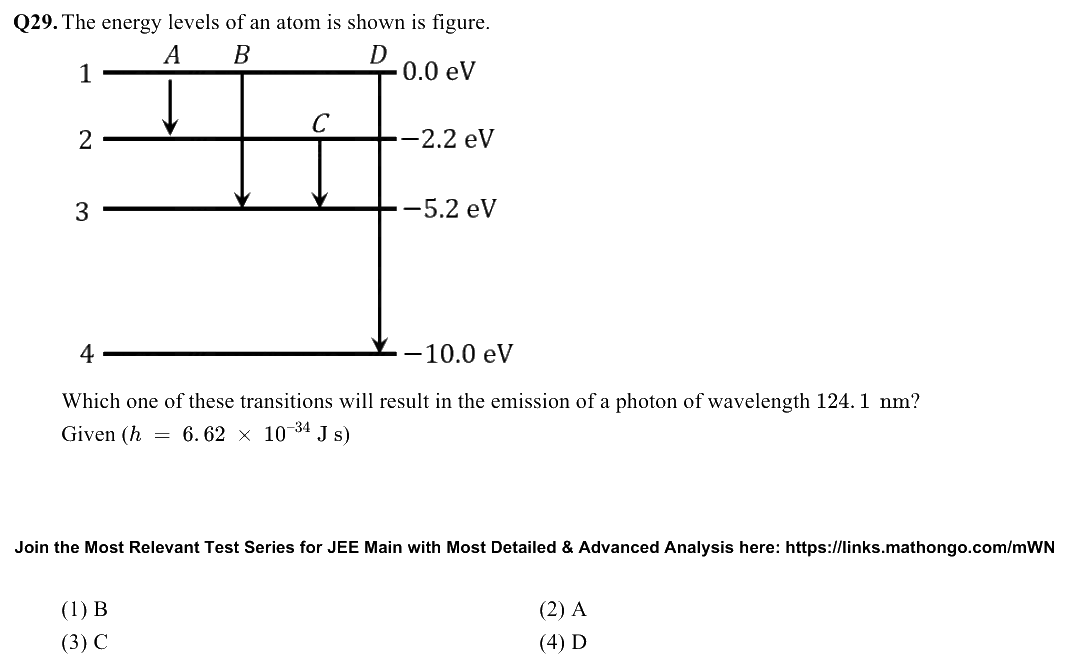 Q29. The energy levels of an atom is shown is figure.
A B D
1 0.0 eV
C
2 −2.2 eV
3 −5.2 eV
4 −10.0 eV
Which one of these transitions will result in the emission of a photon of wavelength 124. 1 nm?
Given (h = 6. 62 × 10⁻³⁴ J s)
Join the Most Relevant Test Series for JEE Main with Most Detailed & Advanced Analysis here: https://links.mathongo.com/mWN
(1) B (2) A
(3) C (4) D